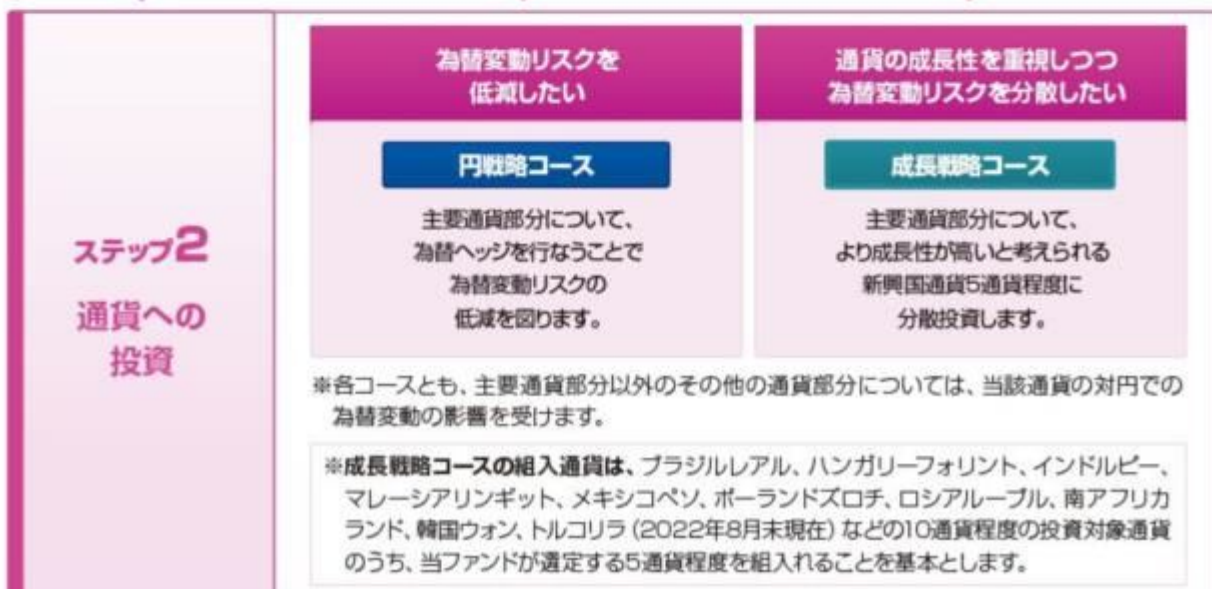 ステップ2
通貨への
投資
為替変動リスクを
低減したい
円戦略コース
主要通貨部分について、
為替ヘッジを行なうことで
為替変動リスクの
低減を図ります。
通貨の成長性を重視しつつ
為替変動リスクを分散したい
成長戦略コース
主要通貨部分について、
より成長性が高いと考えられる
新興国通貨5通貨程度に
分散投資します。
※各コースとも、主要通貨部分以外のその他の通貨部分については、当該通貨の対円での
為替変動の影響を受けます。
※成長戦略コースの組入通貨は、ブラジルレアル、ハンガリーフォリント、インドルピー、
マレーシアリンギット、メキシコペソ、ポーランドズロチ、ロシアルーブル、南アフリカ
ランド、韓国ウォン、トルコリラ(2022年8月末現在)などの10通貨程度の投資対象通貨
のうち、当ファンドが選定する5通貨程度を組入れることを基本とします。